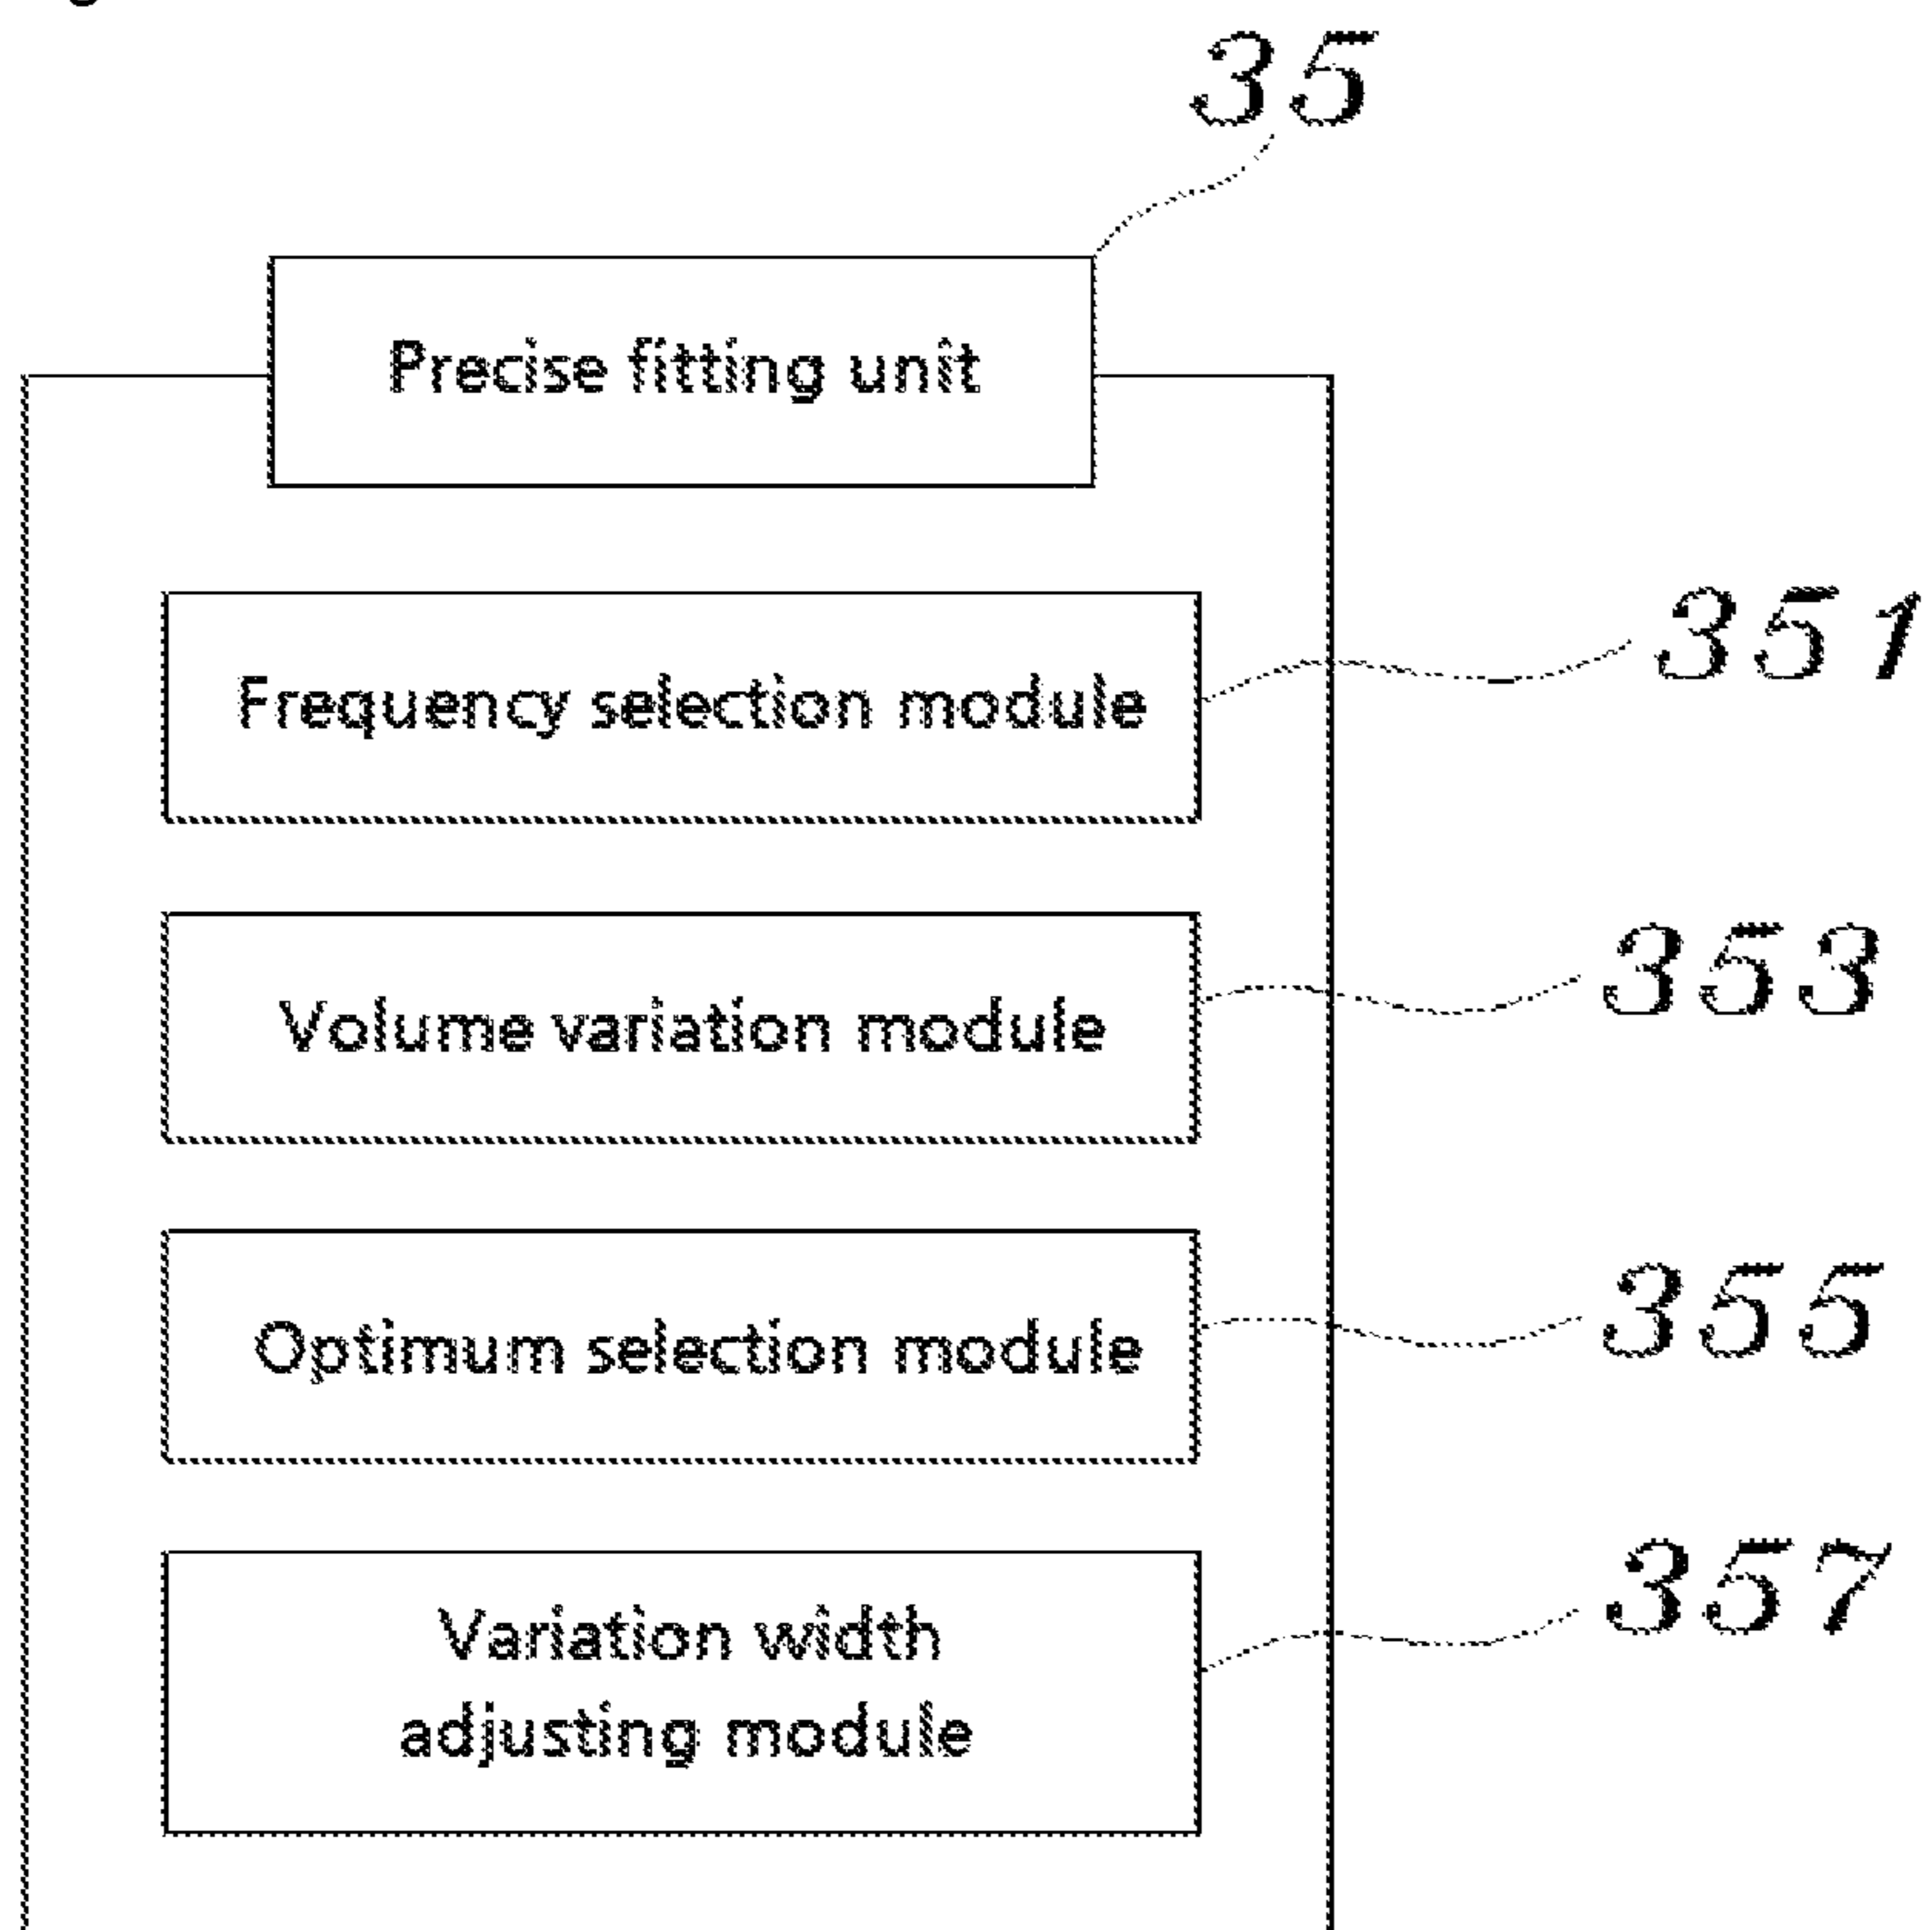 35
Precise fitting unit
Frequency selection module
351
Volume variation module
353
Optimum selection module
355
Variation width
adjusting module
357